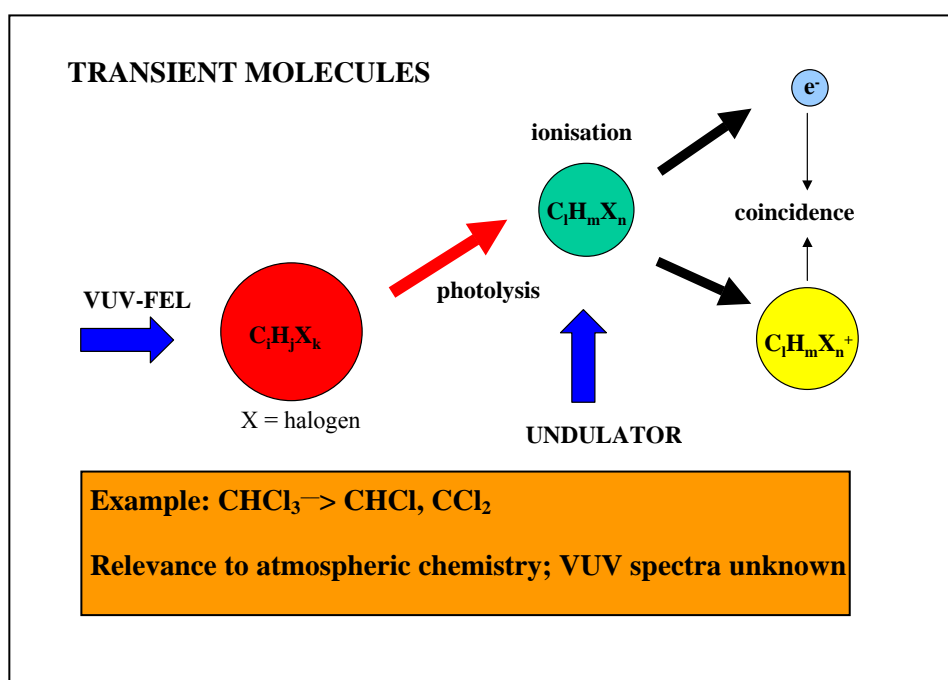 TRANSIENT MOLECULES
e⁻
ionisation
CₗHₘXₙ
coincidence
photolysis
VUV-FEL
CᵢHⱼXₖ
CₗHₘXₙ⁺
X = halogen
UNDULATOR
Example: CHCl₃—> CHCl, CCl₂
Relevance to atmospheric chemistry; VUV spectra unknown